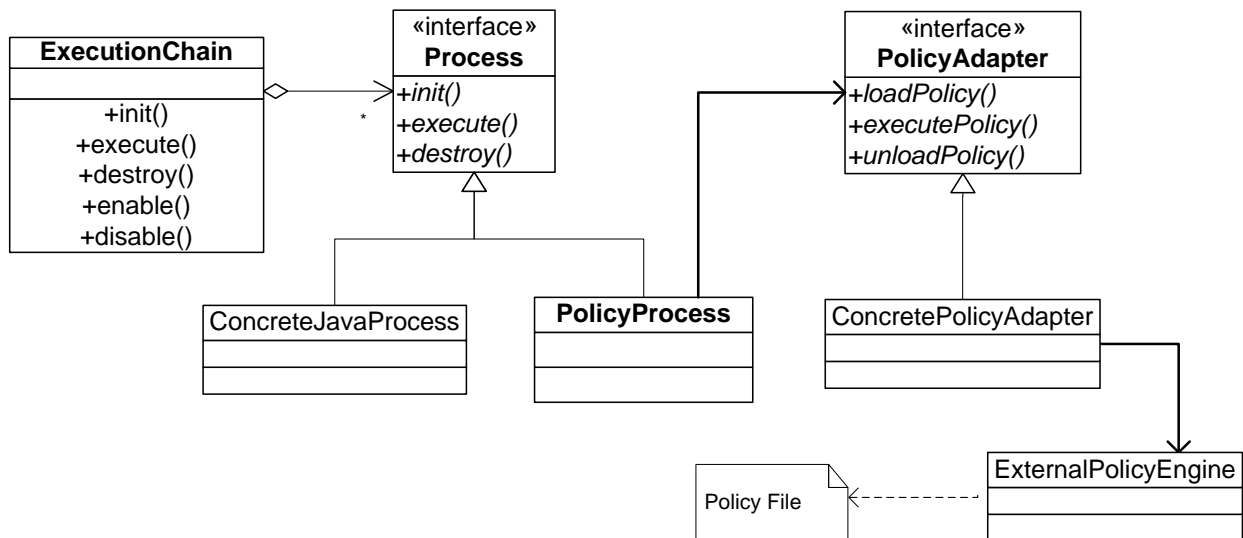 ExecutionChain
+init()
+execute()
+destroy()
+enable()
+disable()
*
«interface»
Process
+init()
+execute()
+destroy()
«interface»
PolicyAdapter
+loadPolicy()
+executePolicy()
+unloadPolicy()
ConcreteJavaProcess
PolicyProcess
ConcretePolicyAdapter
Policy File
ExternalPolicyEngine